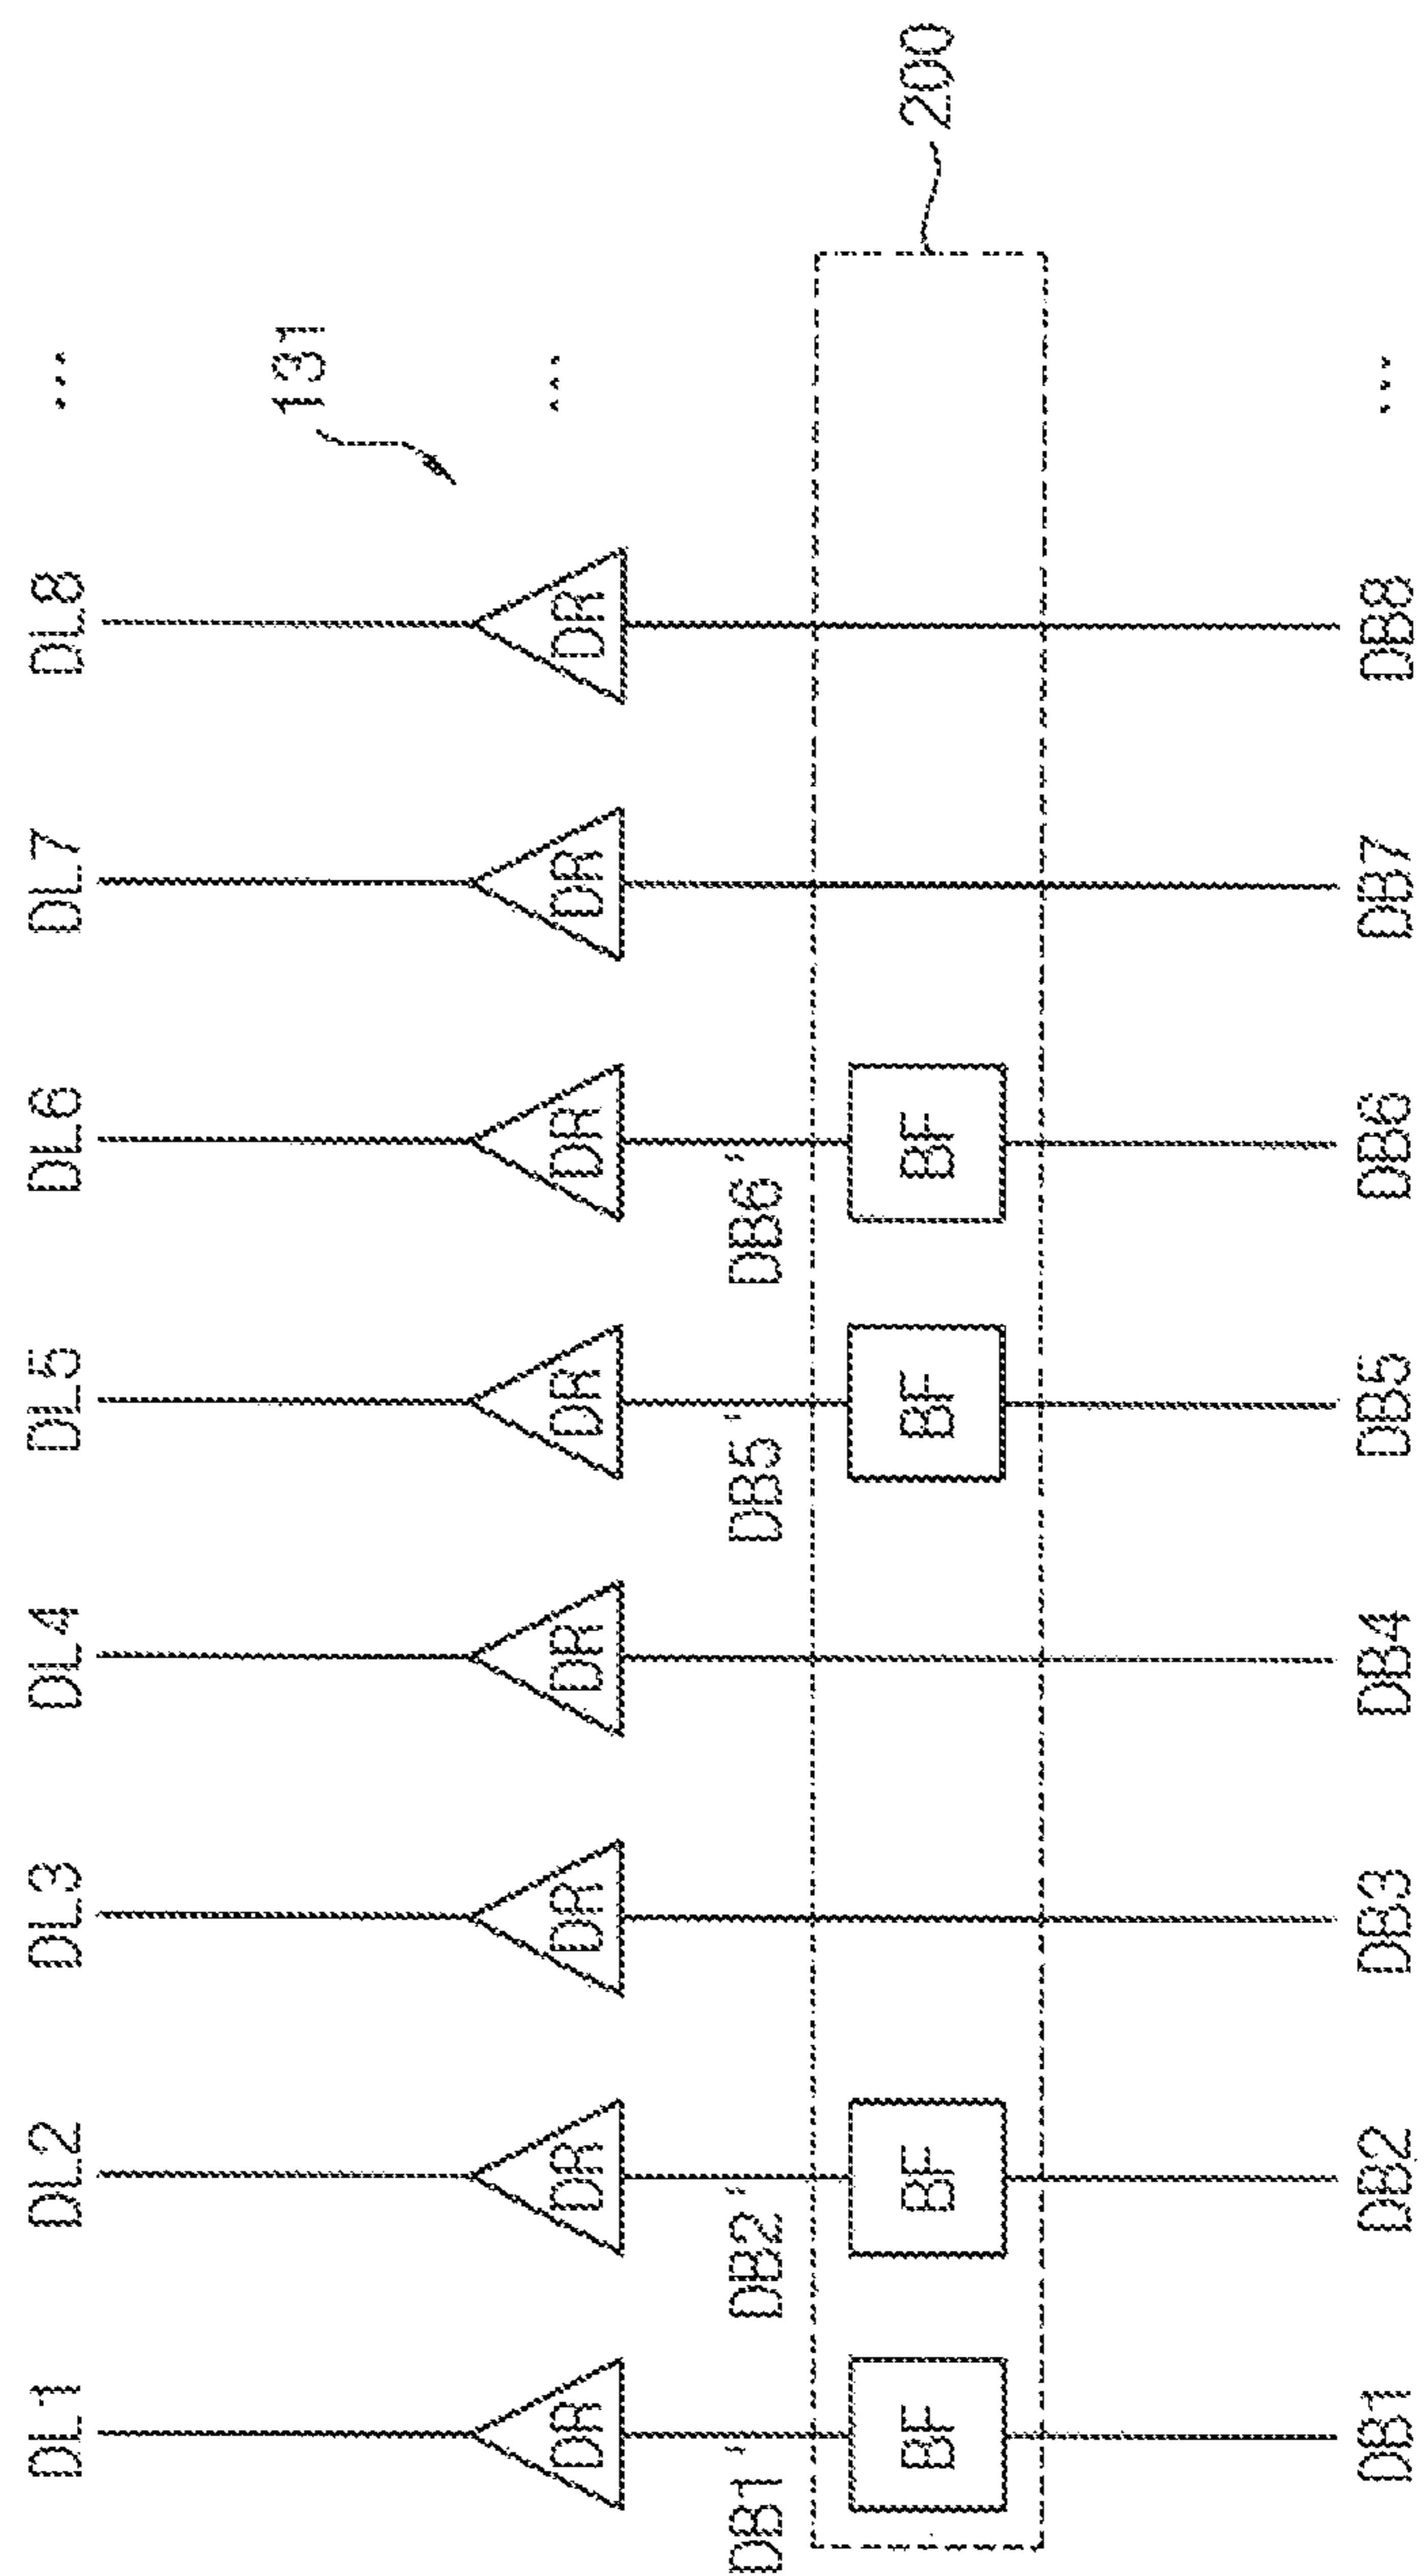 DL1 DL2 DL3 DL4 DL5 DL6 DL7 DL8 ...
131
DR DR DR DR DR DR DR DR ...
DB1' DB2' DB5' DB6'
BF BF BF BF
200
DB1 DB2 DB3 DB4 DB5 DB6 DB7 DB8 ...